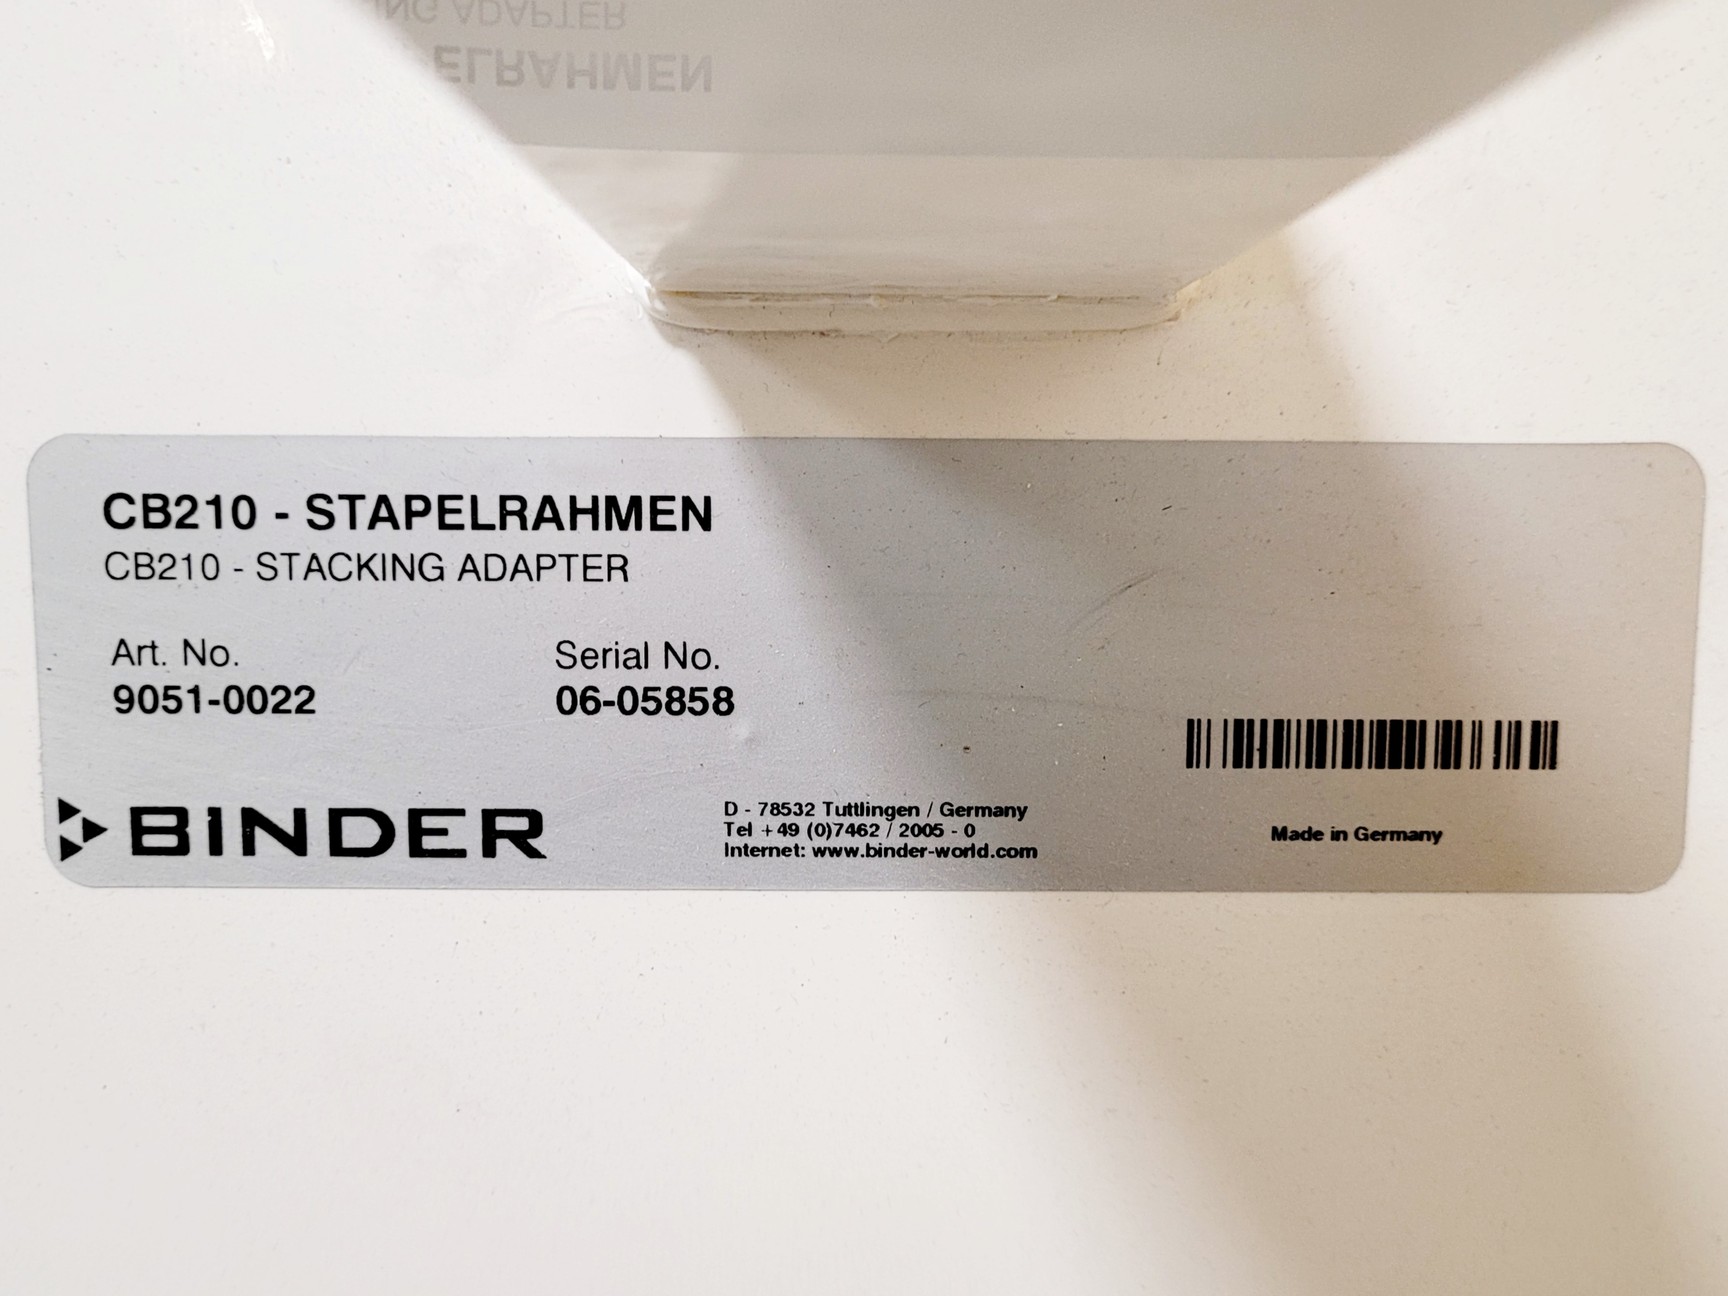 CB210 - STAPELRAHMEN
CB210 - STACKING ADAPTER
Art. No.
9051-0022
Serial No.
06-05858
BINDER
D - 78532 Tuttlingen / Germany
Tel +49 (0)7462 / 2005 - 0
Internet: www.binder-world.com
Made in Germany